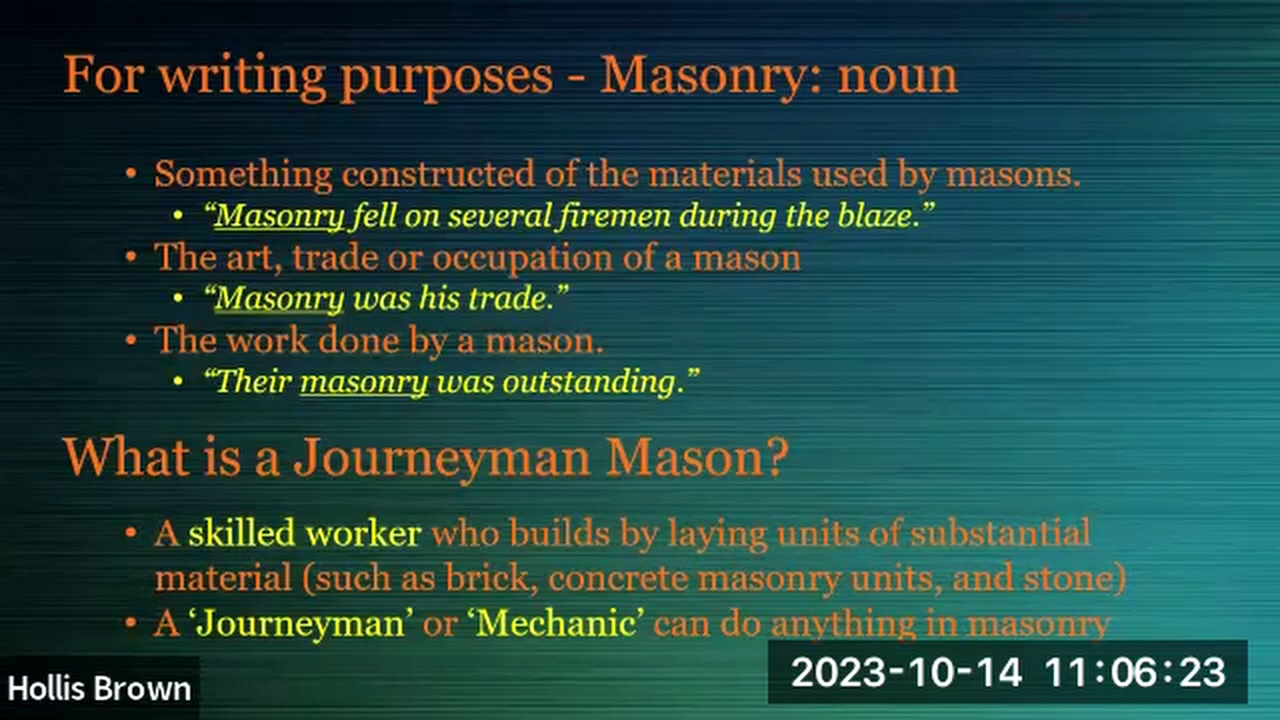 For writing purposes - Masonry: noun
• Something constructed of the materials used by masons.
• “Masonry fell on several firemen during the blaze.”
• The art, trade or occupation of a mason
• “Masonry was his trade.”
• The work done by a mason.
• “Their masonry was outstanding.”
What is a Journeyman Mason?
• A skilled worker who builds by laying units of substantial
material (such as brick, concrete masonry units, and stone)
• A ‘Journeyman’ or ‘Mechanic’ can do anything in masonry
Hollis Brown
2023-10-14 11:06:23